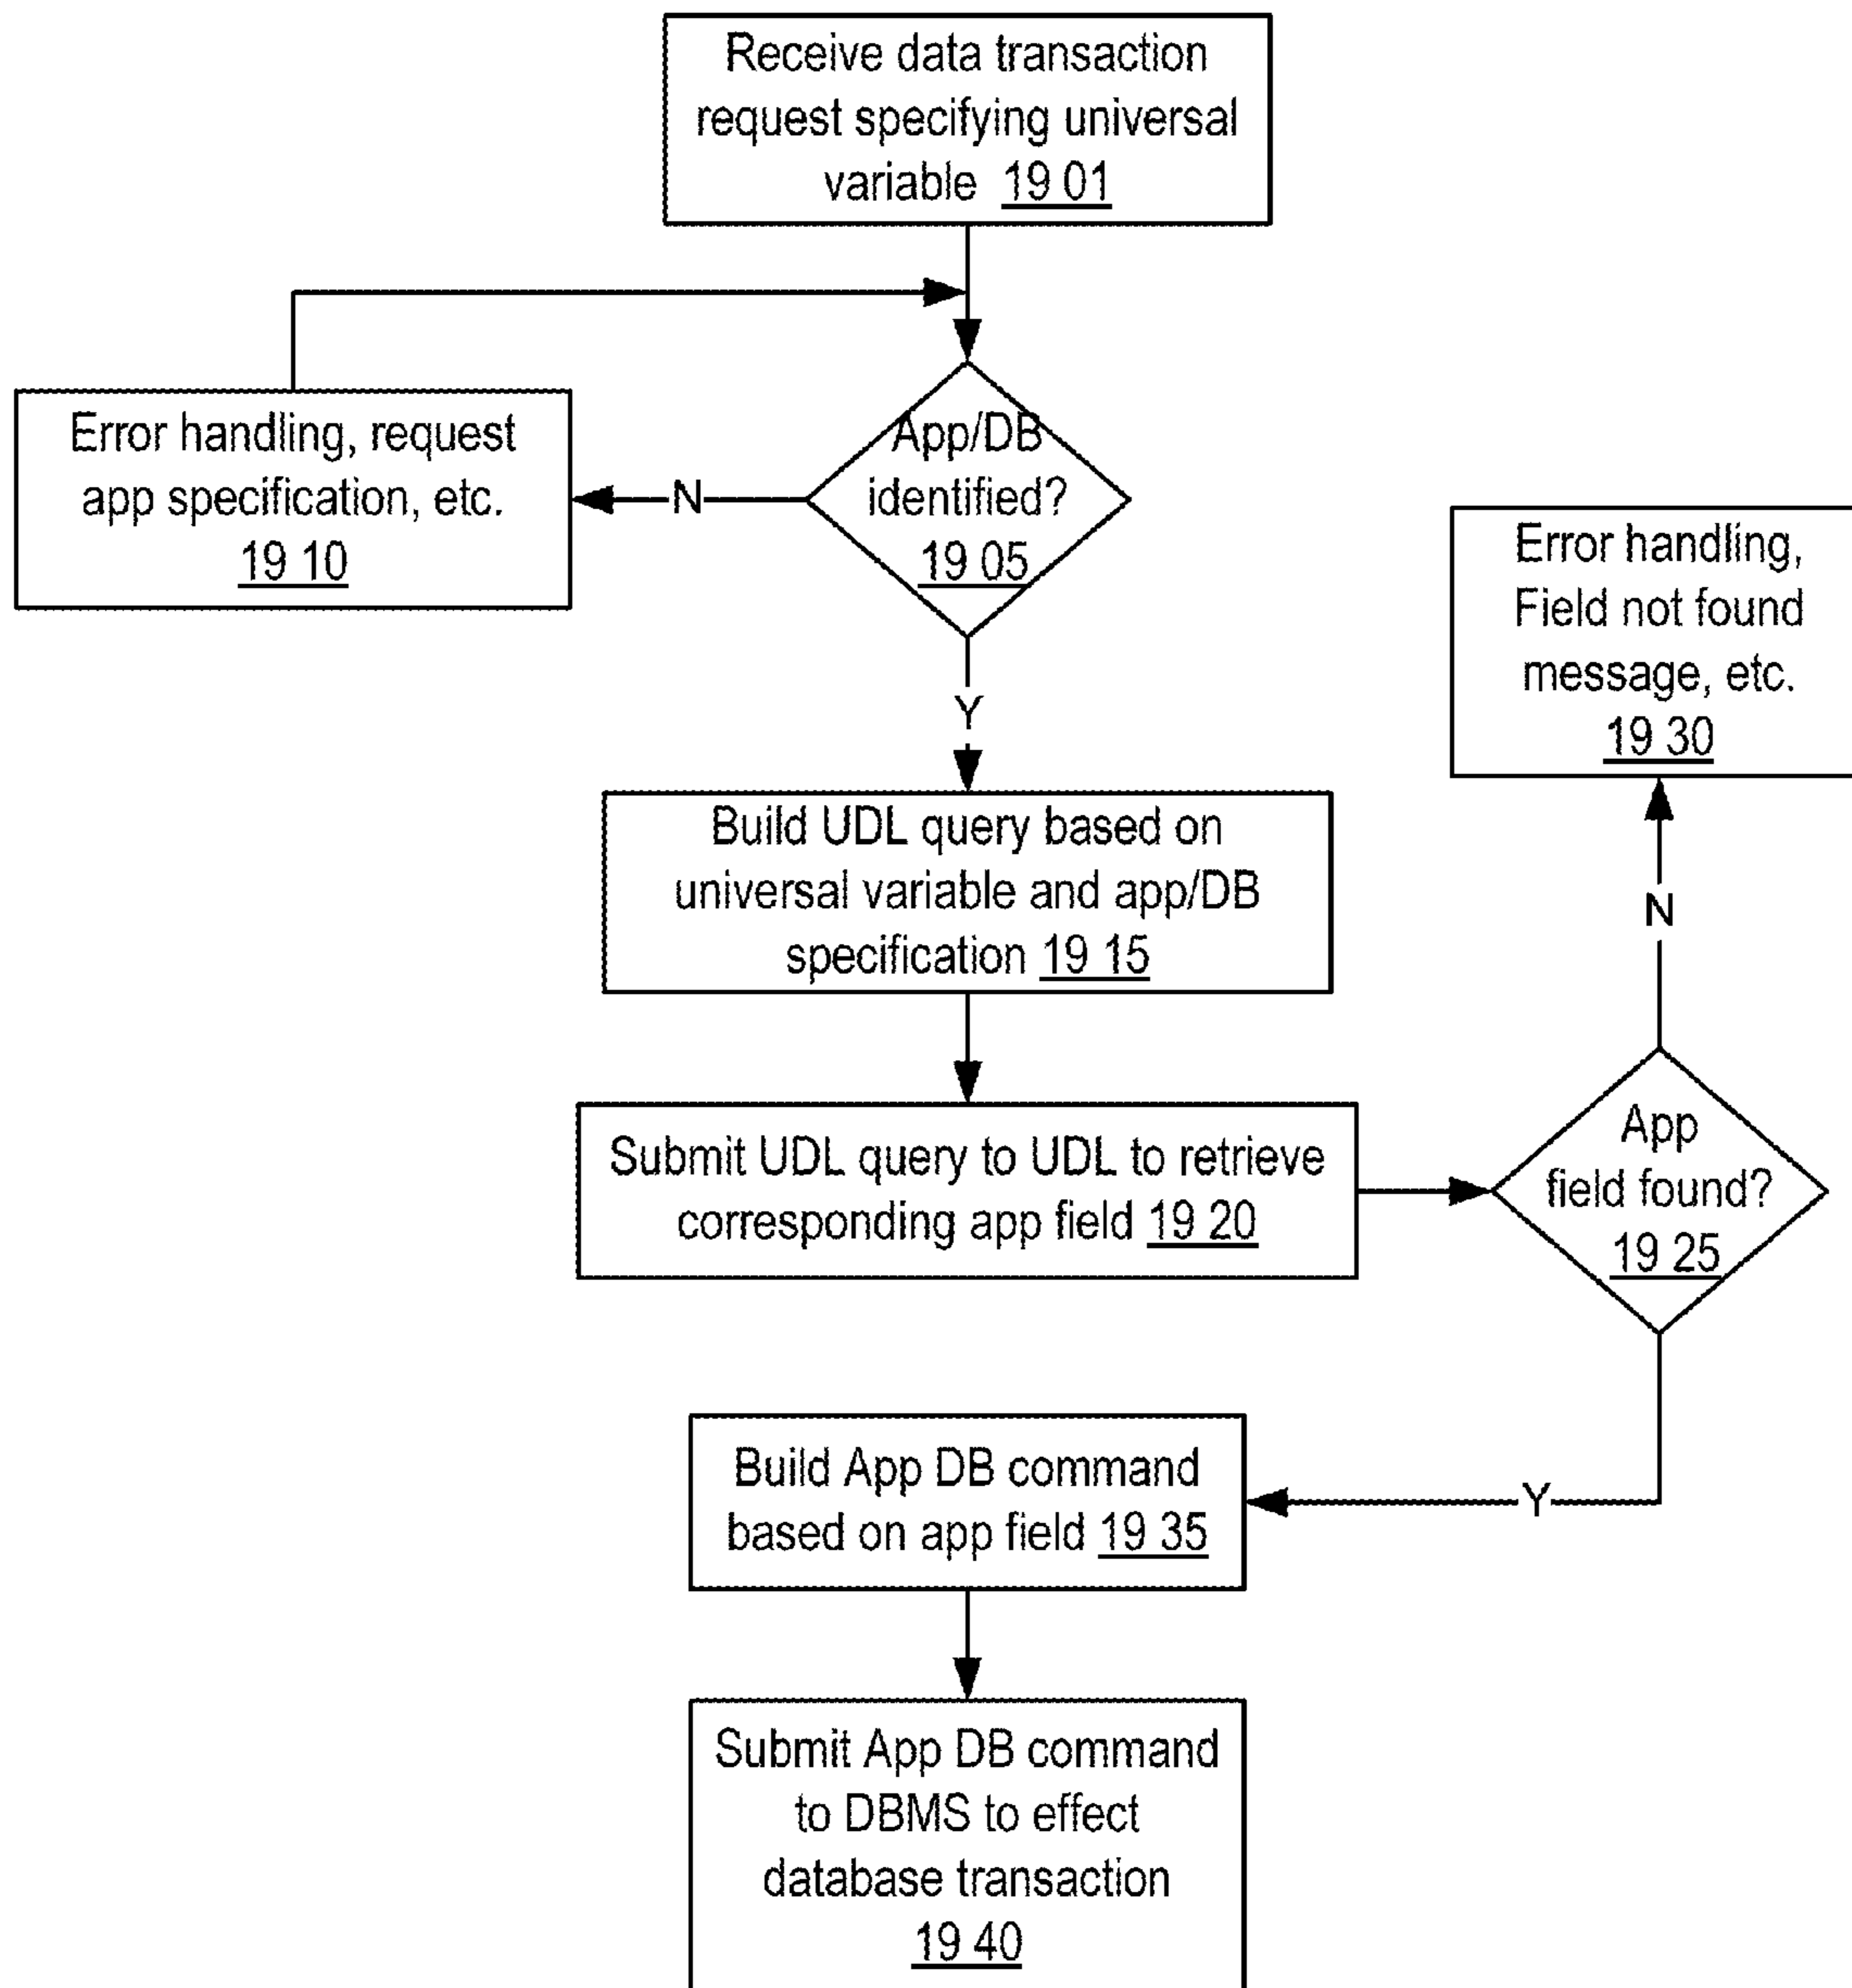 Receive data transaction
request specifying universal
variable 19 01
App/DB
identified?
19 05
N
Error handling, request
app specification, etc.
19 10
Y
Build UDL query based on
universal variable and app/DB
specification 19 15
Submit UDL query to UDL to retrieve
corresponding app field 19 20
App
field found?
19 25
N
Error handling,
Field not found
message, etc.
19 30
Y
Build App DB command
based on app field 19 35
Submit App DB command
to DBMS to effect
database transaction
19 40